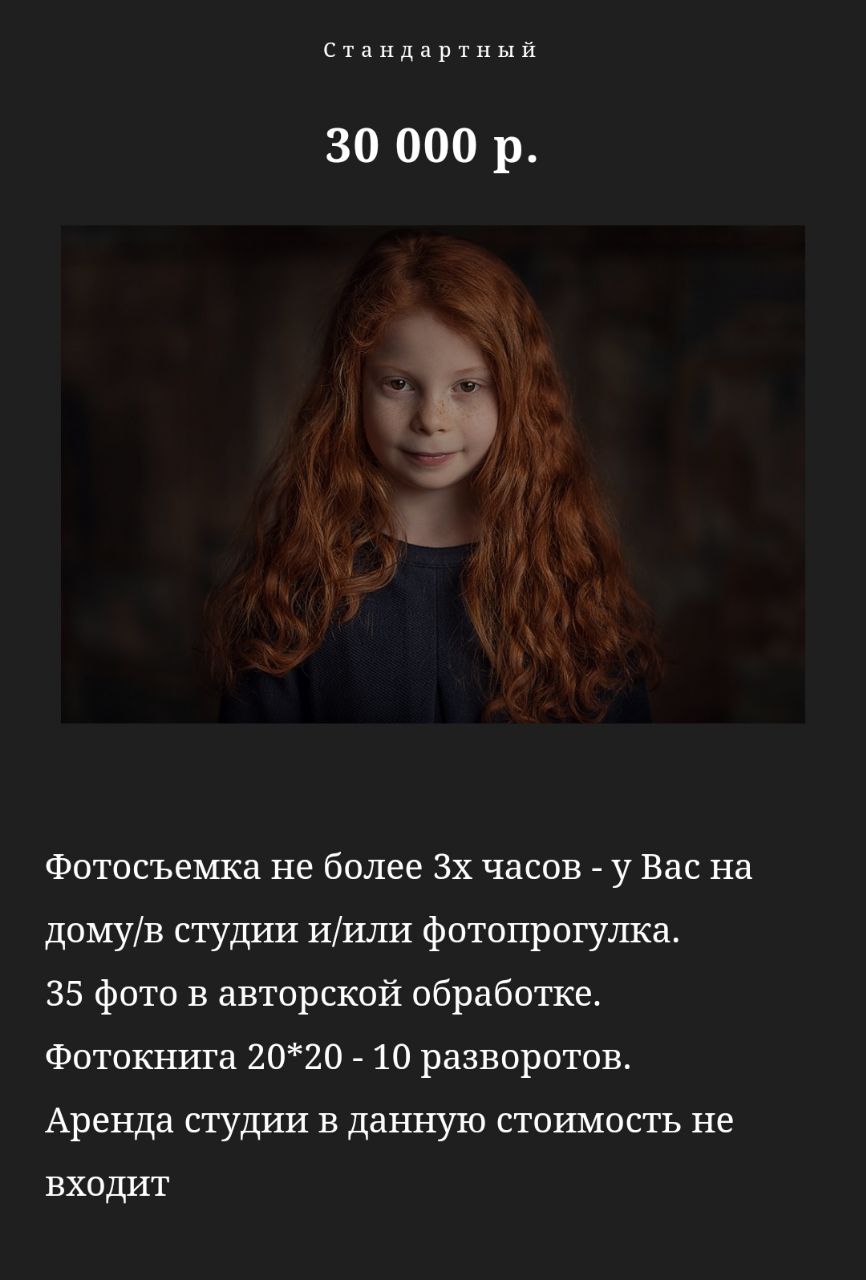 Стандартный
30 000 р.
Фотосъемка не более 3х часов - у Вас на
дому/в студии и/или фотопрогулка.
35 фото в авторской обработке.
Фотокнига 20*20 - 10 разворотов.
Аренда студии в данную стоимость не
входит